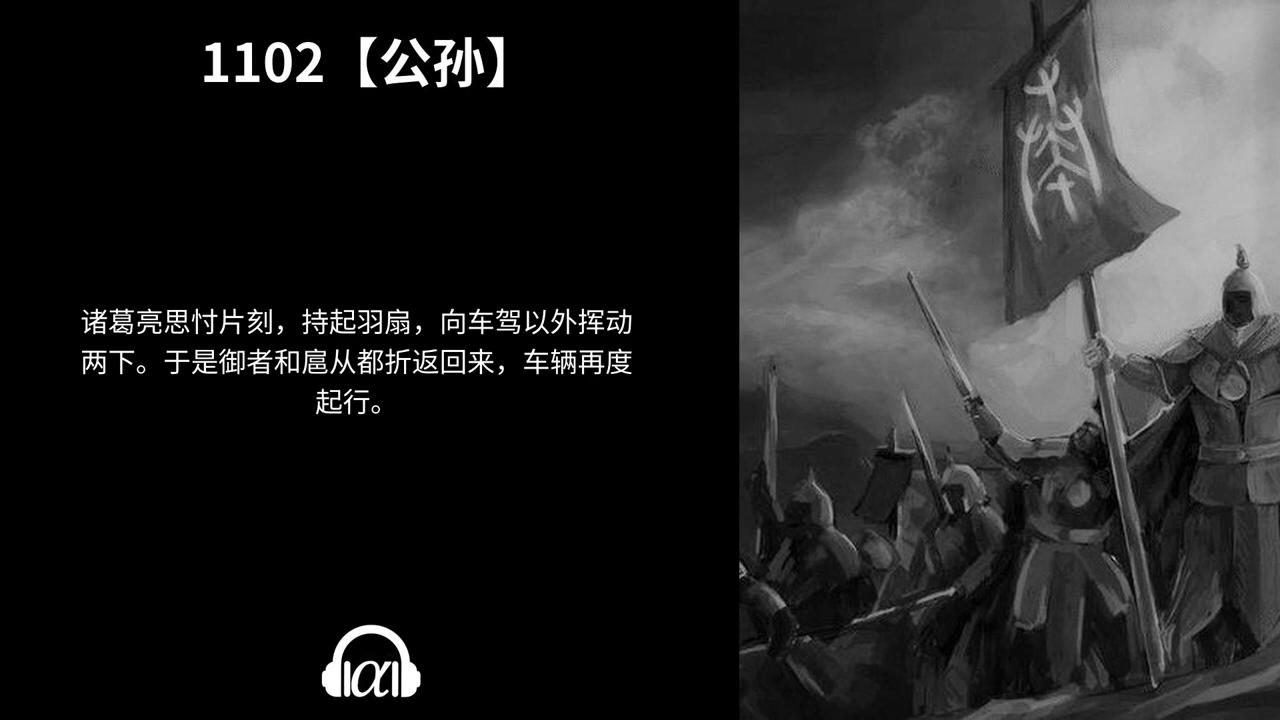 1102【公孙】
诸葛亮思忖片刻，持起羽扇，向车驾以外挥动
两下。于是御者和扈从都折返回来，车辆再度
起行。